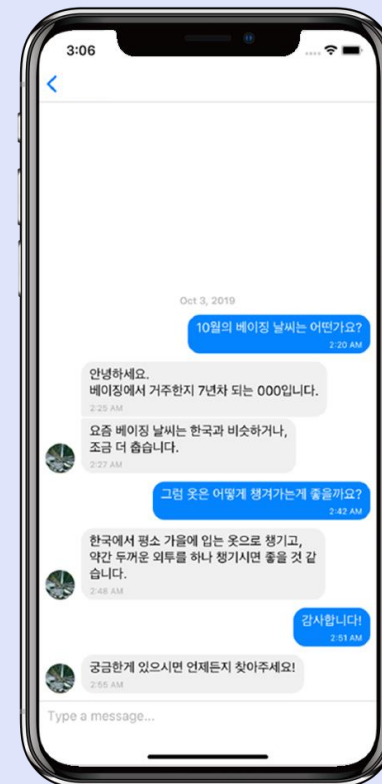 3:06
Oct 3, 2019
10월의 베이징 날씨는 어떤가요?
2:20 AM
안녕하세요.
베이징에서 거주한지 7년차 되는 000입니다.
2:25 AM
요즘 베이징 날씨는 한국과 비슷하거나,
조금 더 춥습니다.
2:27 AM
그럼 옷은 어떻게 챙겨가는게 좋을까요?
2:42 AM
한국에서 평소 가을에 입는 옷으로 챙기고,
약간 두꺼운 외투를 하나 챙기시면 좋을 것 같
습니다.
2:48 AM
감사합니다!
2:51 AM
궁금한게 있으시면 언제든지 찾아주세요!
2:55 AM
Type a message...